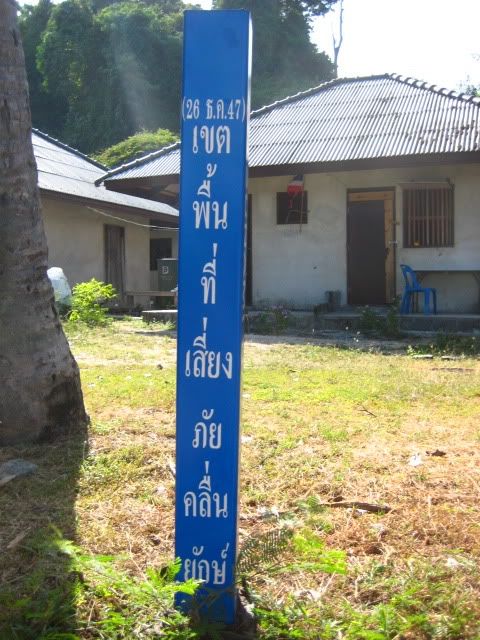 (26 ธ.ค.47)
เขต
พื้น
ที่
เสี่ยง
ภัย
คลื่น
ยักษ์